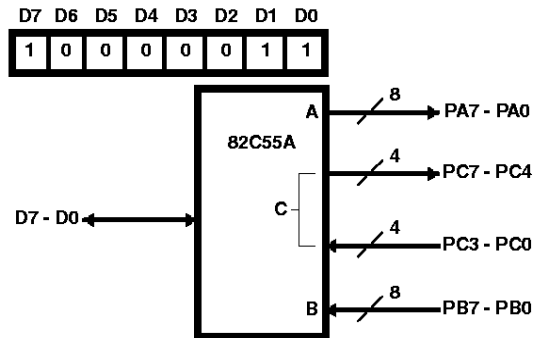 D7 D6 D5 D4 D3 D2 D1 D0
1 0 0 0 0 0 1 1
A
8
PA7 - PA0
82C55A
4
PC7 - PC4
C
D7 - D0
4
PC3 - PC0
B
8
PB7 - PB0